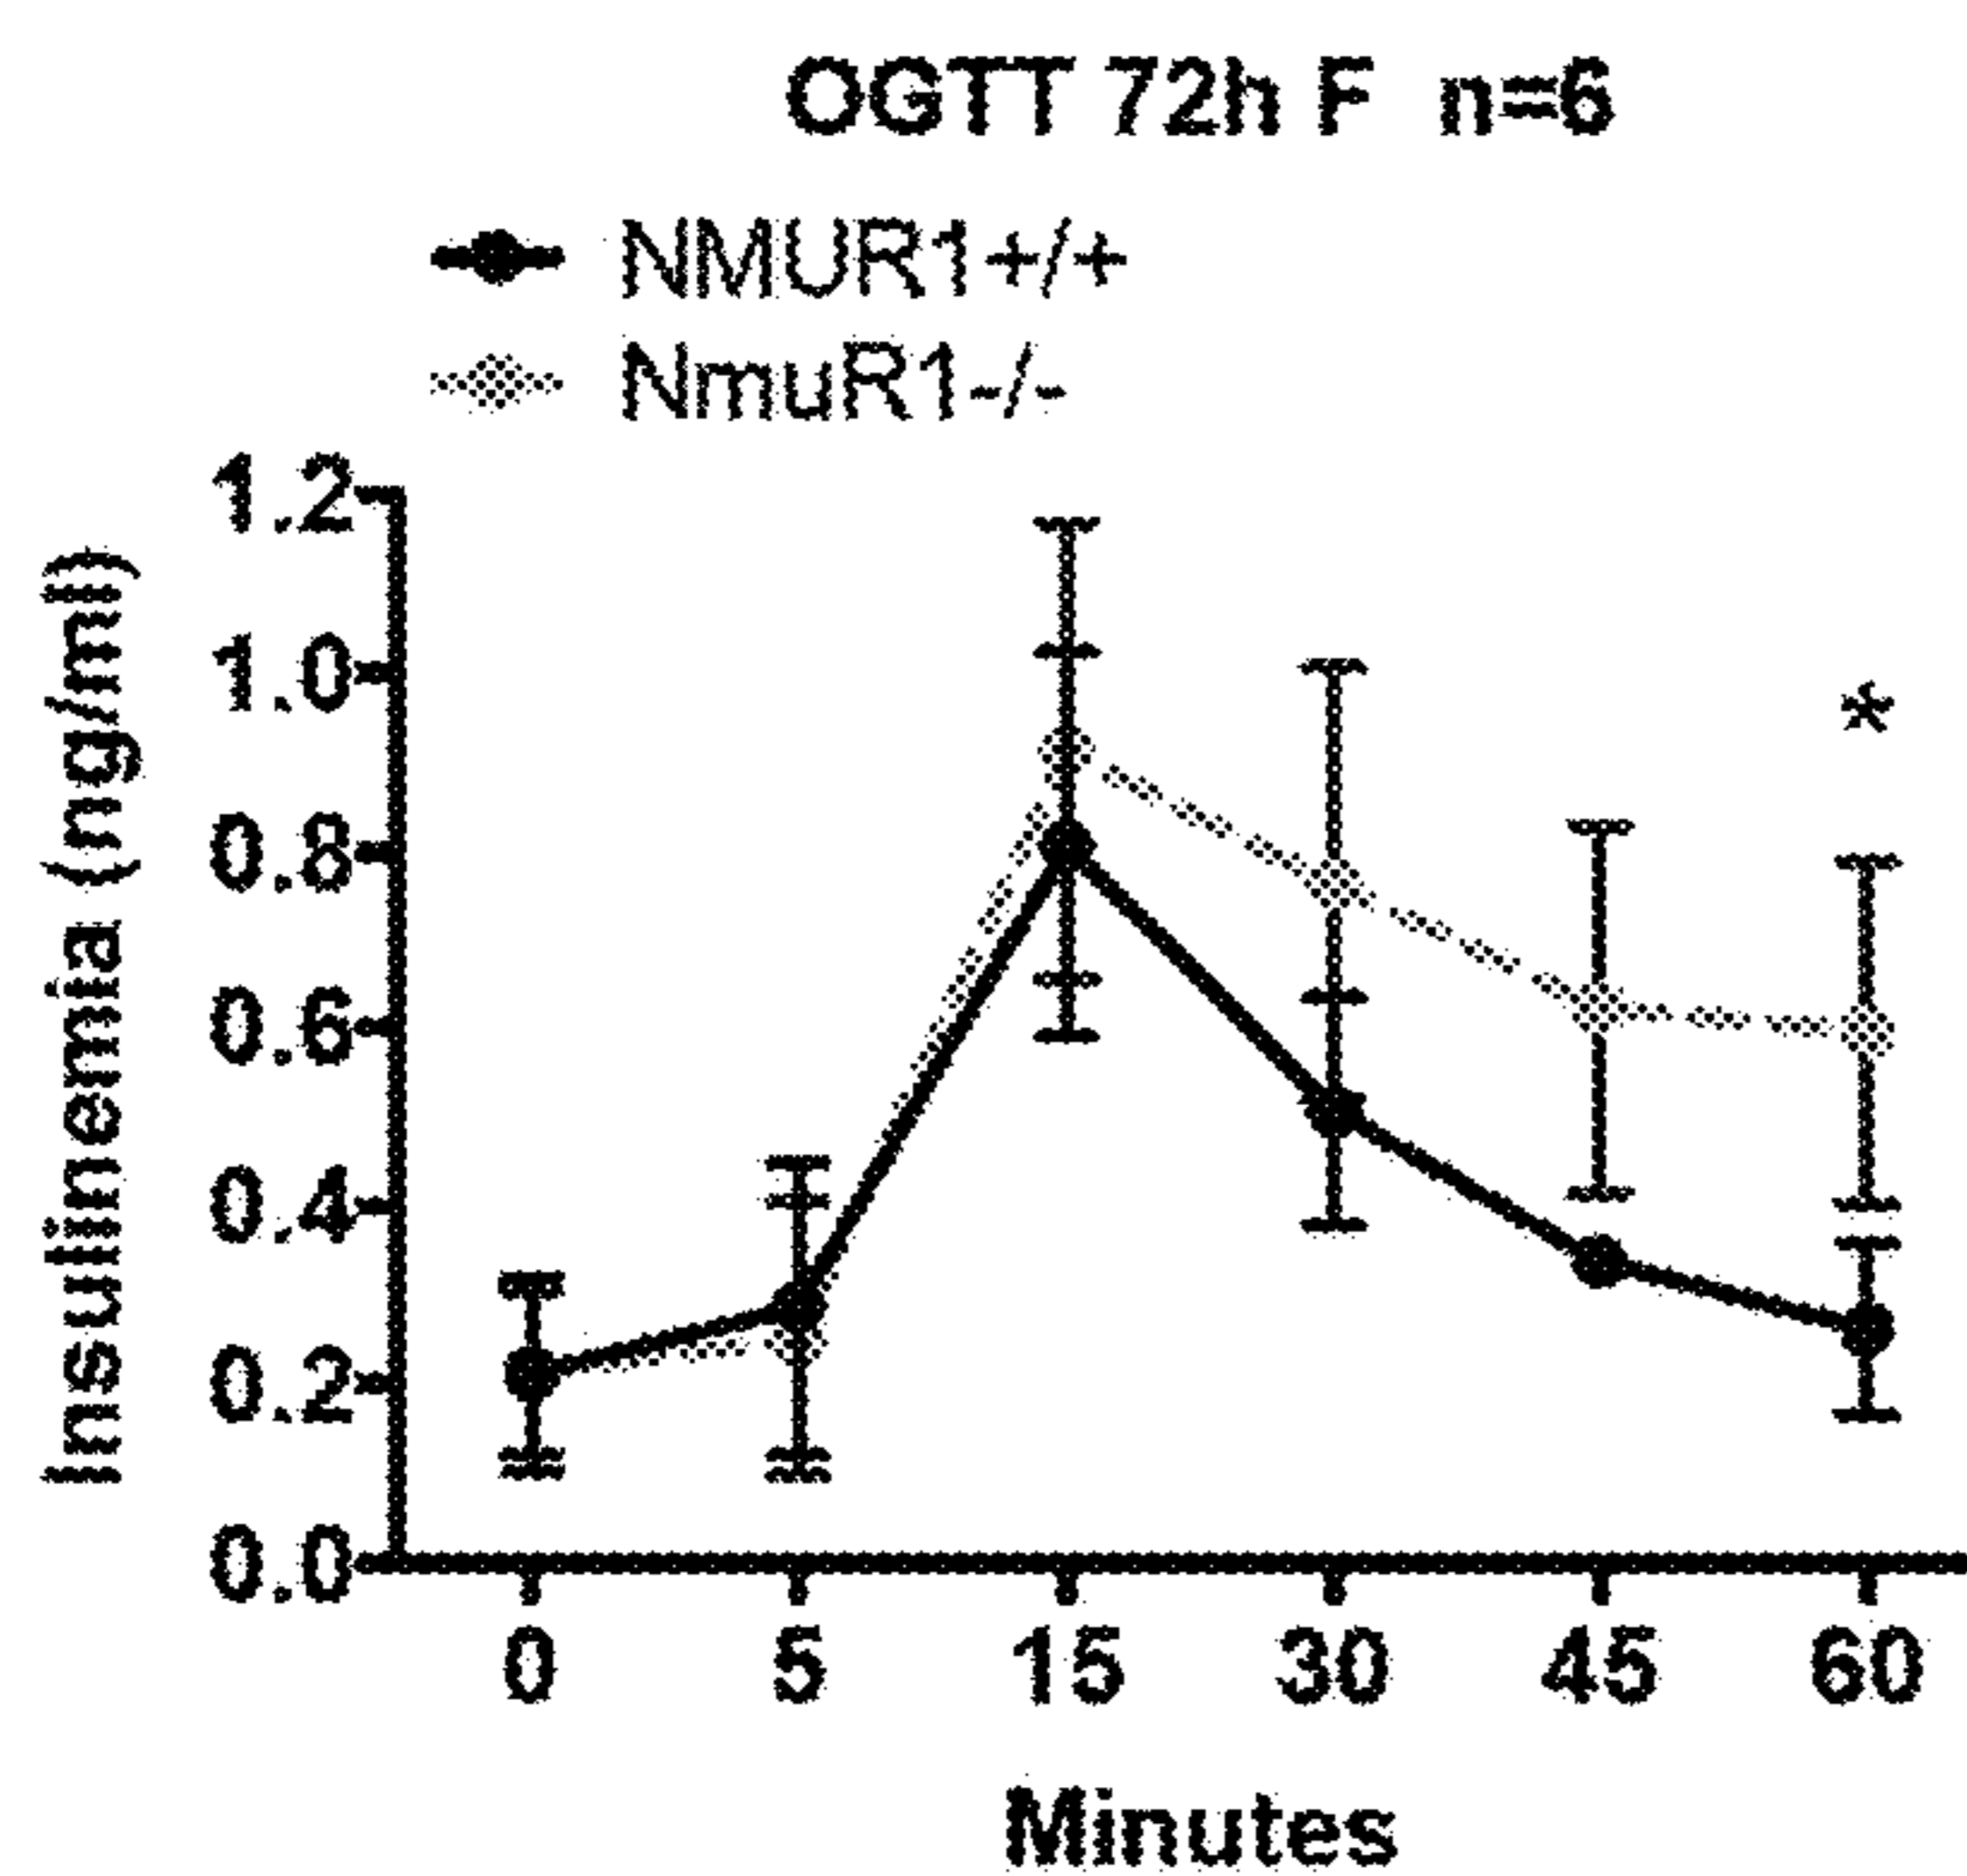 OGTT 72h F n=6
NMUR1+/+
NmuR1-/-
Insulinemia (ng/ml)
1.2
1.0
0.8
0.6
0.4
0.2
0.0
*
0 5 15 30 45 60
Minutes